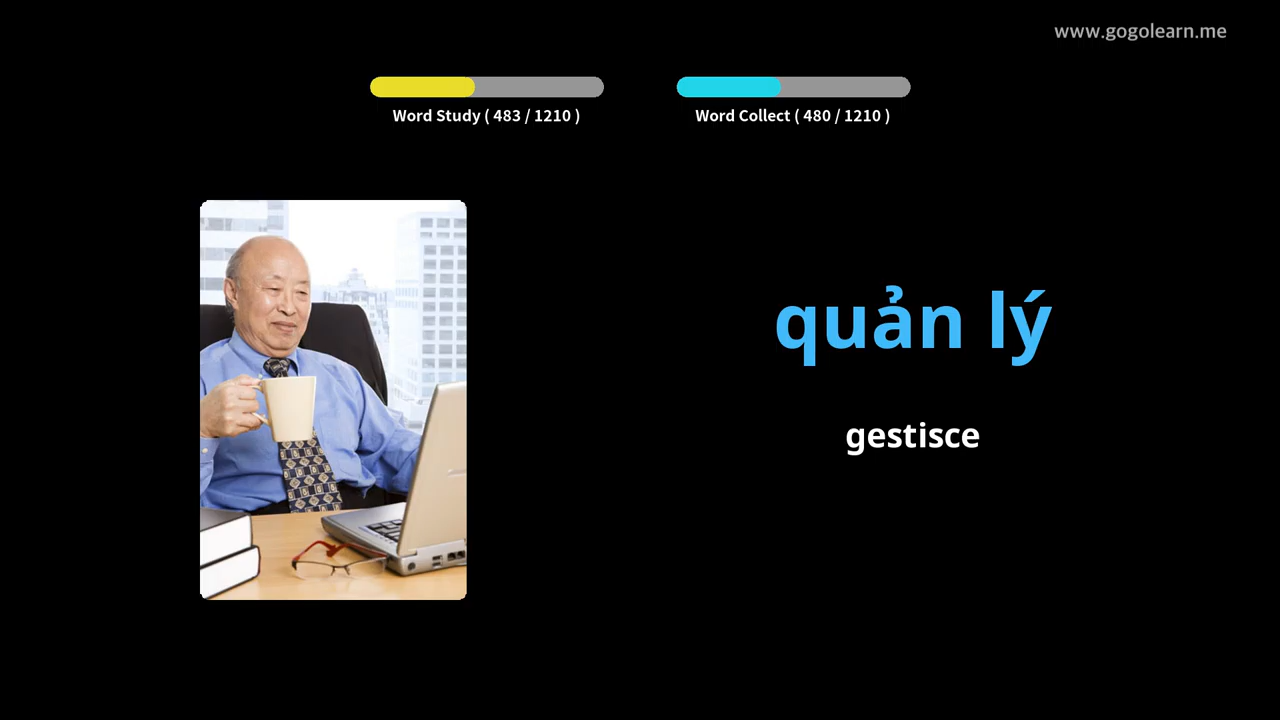 www.gogolearn.me
Word Study ( 483 / 1210 )
Word Collect ( 480 / 1210 )
quản lý
gestisce